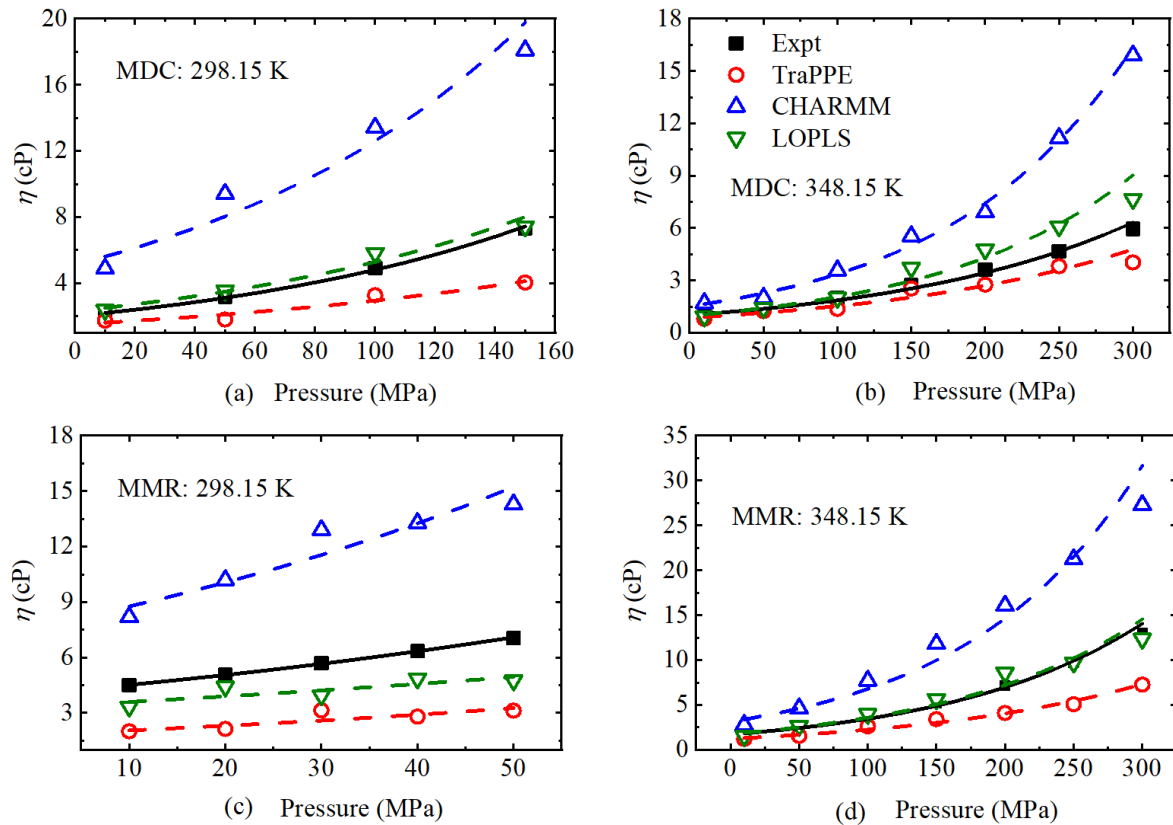 20
16
12
8
4
η (cP)
MDC: 298.15 K
0 20 40 60 80 100 120 140 160
(a) Pressure (MPa)
18
15
12
9
6
3
0
η (cP)
Expt
TraPPE
CHARMM
LOPLS
MDC: 348.15 K
0 50 100 150 200 250 300
(b) Pressure (MPa)
18
15
12
9
6
3
η (cP)
MMR: 298.15 K
10 20 30 40 50
(c) Pressure (MPa)
35
30
25
20
15
10
5
0
η (cP)
MMR: 348.15 K
0 50 100 150 200 250 300
(d) Pressure (MPa)